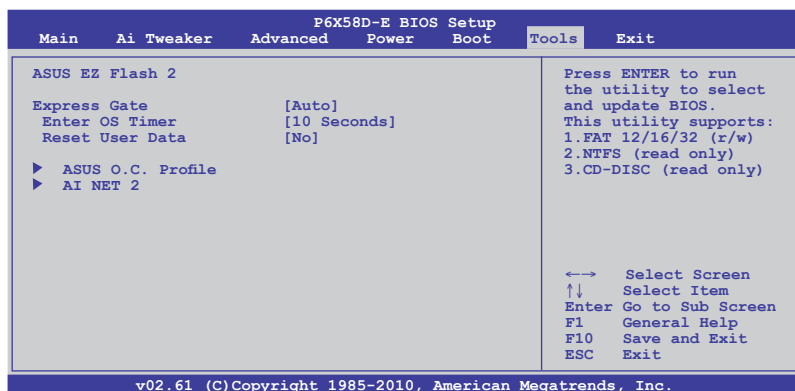 P6X58D-E BIOS Setup
Main Ai Tweaker Advanced Power Boot Tools Exit
ASUS EZ Flash 2
Express Gate [Auto]
Enter OS Timer [10 Seconds]
Reset User Data [No]
ASUS O.C. Profile
AI NET 2
Press ENTER to run
the utility to select
and update BIOS.
This utility supports:
1.FAT 12/16/32 (r/w)
2.NTFS (read only)
3.CD-DISC (read only)
←→ Select Screen
↑↓ Select Item
Enter Go to Sub Screen
F1 General Help
F10 Save and Exit
ESC Exit
v02.61 (C)Copyright 1985-2010, American Megatrends, Inc.